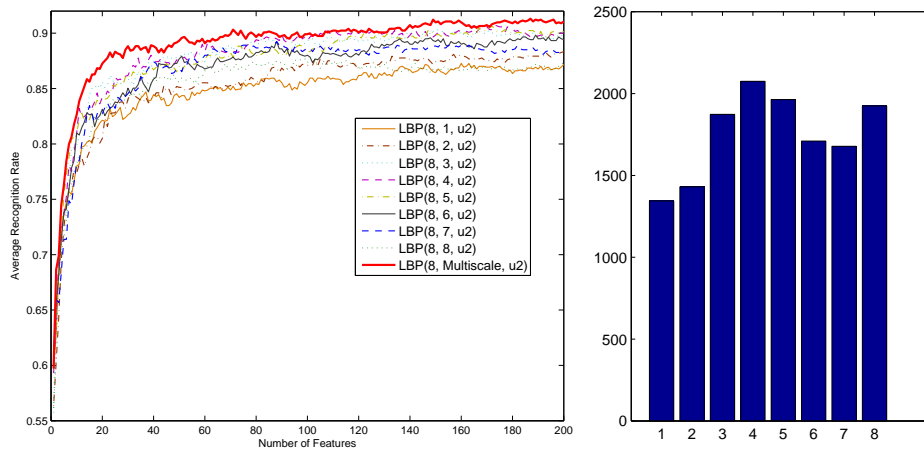 0.9
0.85
0.8
0.75
0.7
0.65
0.6
0.55
Average Recognition Rate
0 20 40 60 80 100 120 140 160 180 200
Number of Features
LBP(8, 1, u2)
LBP(8, 2, u2)
LBP(8, 3, u2)
LBP(8, 4, u2)
LBP(8, 5, u2)
LBP(8, 6, u2)
LBP(8, 7, u2)
LBP(8, 8, u2)
LBP(8, Multiscale, u2)
2500
2000
1500
1000
500
0
1 2 3 4 5 6 7 8